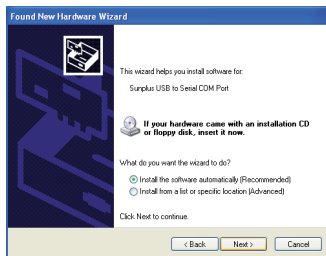 Found New Hardware Wizard
This wizard helps you install software for:
Sunplus USB to Serial COM Port
If your hardware came with an installation CD
or floppy disk, insert it now.
What do you want the wizard to do?
Install the software automatically (Recommended)
Install from a list or specific location (Advanced)
Click Next to continue.
< Back Next > Cancel